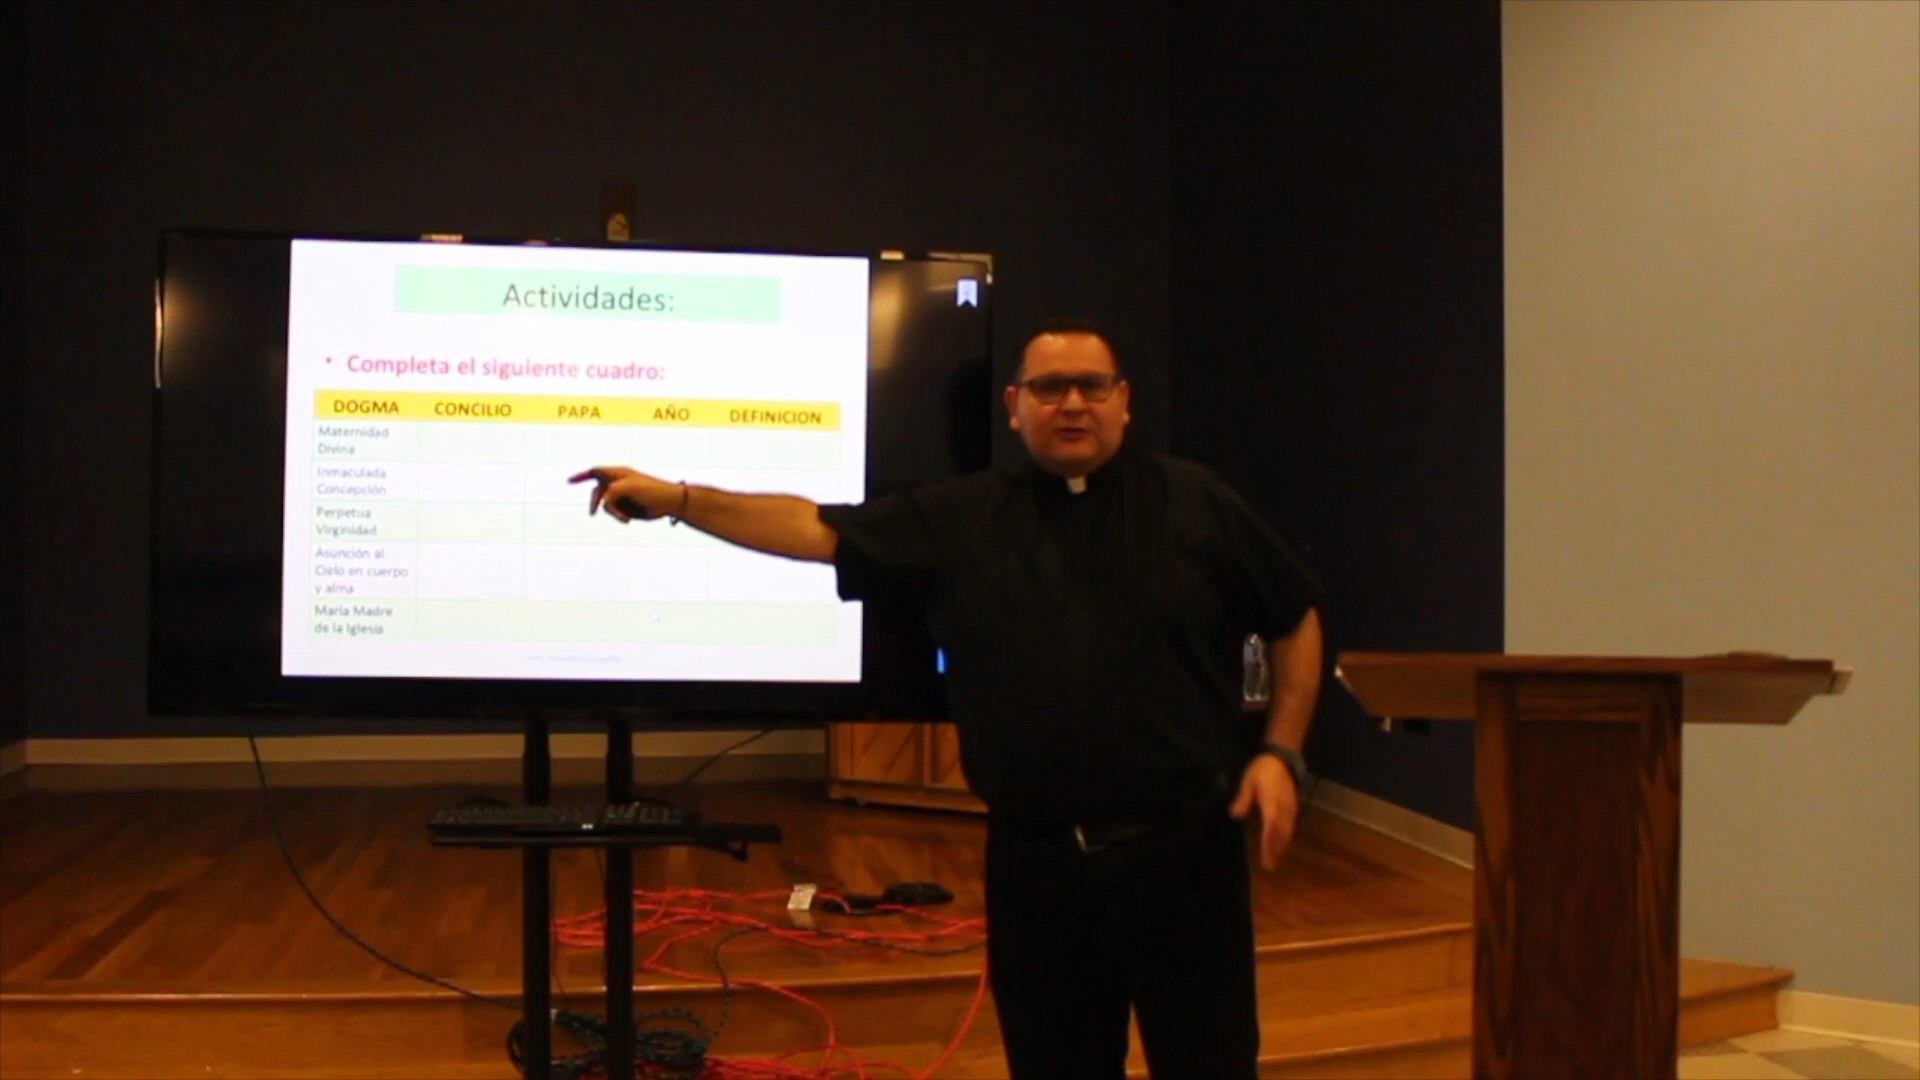 Actividades:
• Completa el siguiente cuadro:
DOGMA CONCILIO PAPA AÑO DEFINICION
Maternidad
Divina
Inmaculada
Concepción
Perpetua
Virginidad
Asunción al
Cielo en cuerpo
y alma
María Madre
de la Iglesia